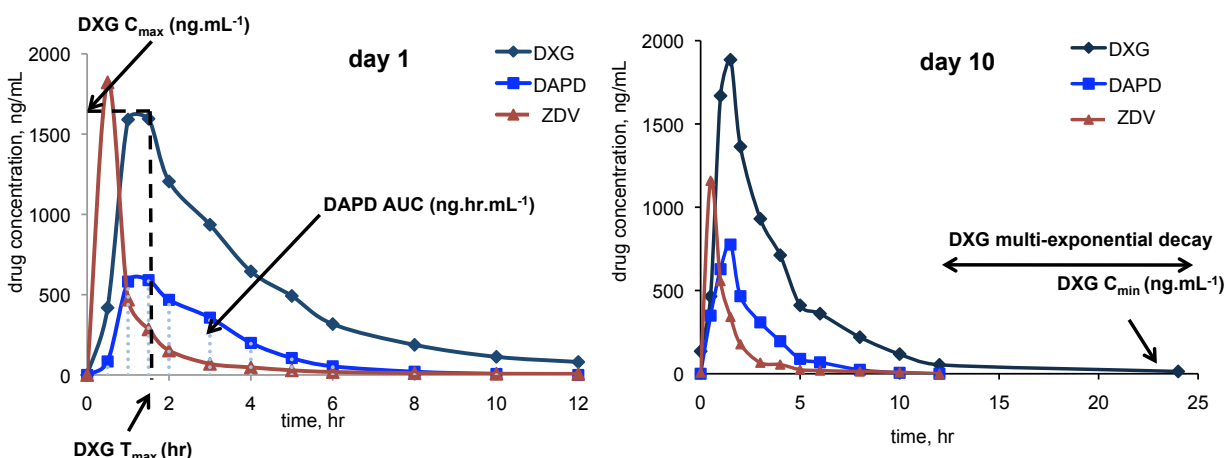 DXG Cmax (ng.mL-1)
day 1
DXG
DAPD
ZDV
2000
1500
1000
500
0
drug concentration, ng/mL
DAPD AUC (ng.hr.mL-1)
0 2 4 6 8 10 12
time, hr
DXG Tmax (hr)
day 10
DXG
DAPD
ZDV
2000
1500
1000
500
0
drug concentration, ng/mL
DXG multi-exponential decay
DXG Cmin (ng.mL-1)
0 5 10 15 20 25
time, hr